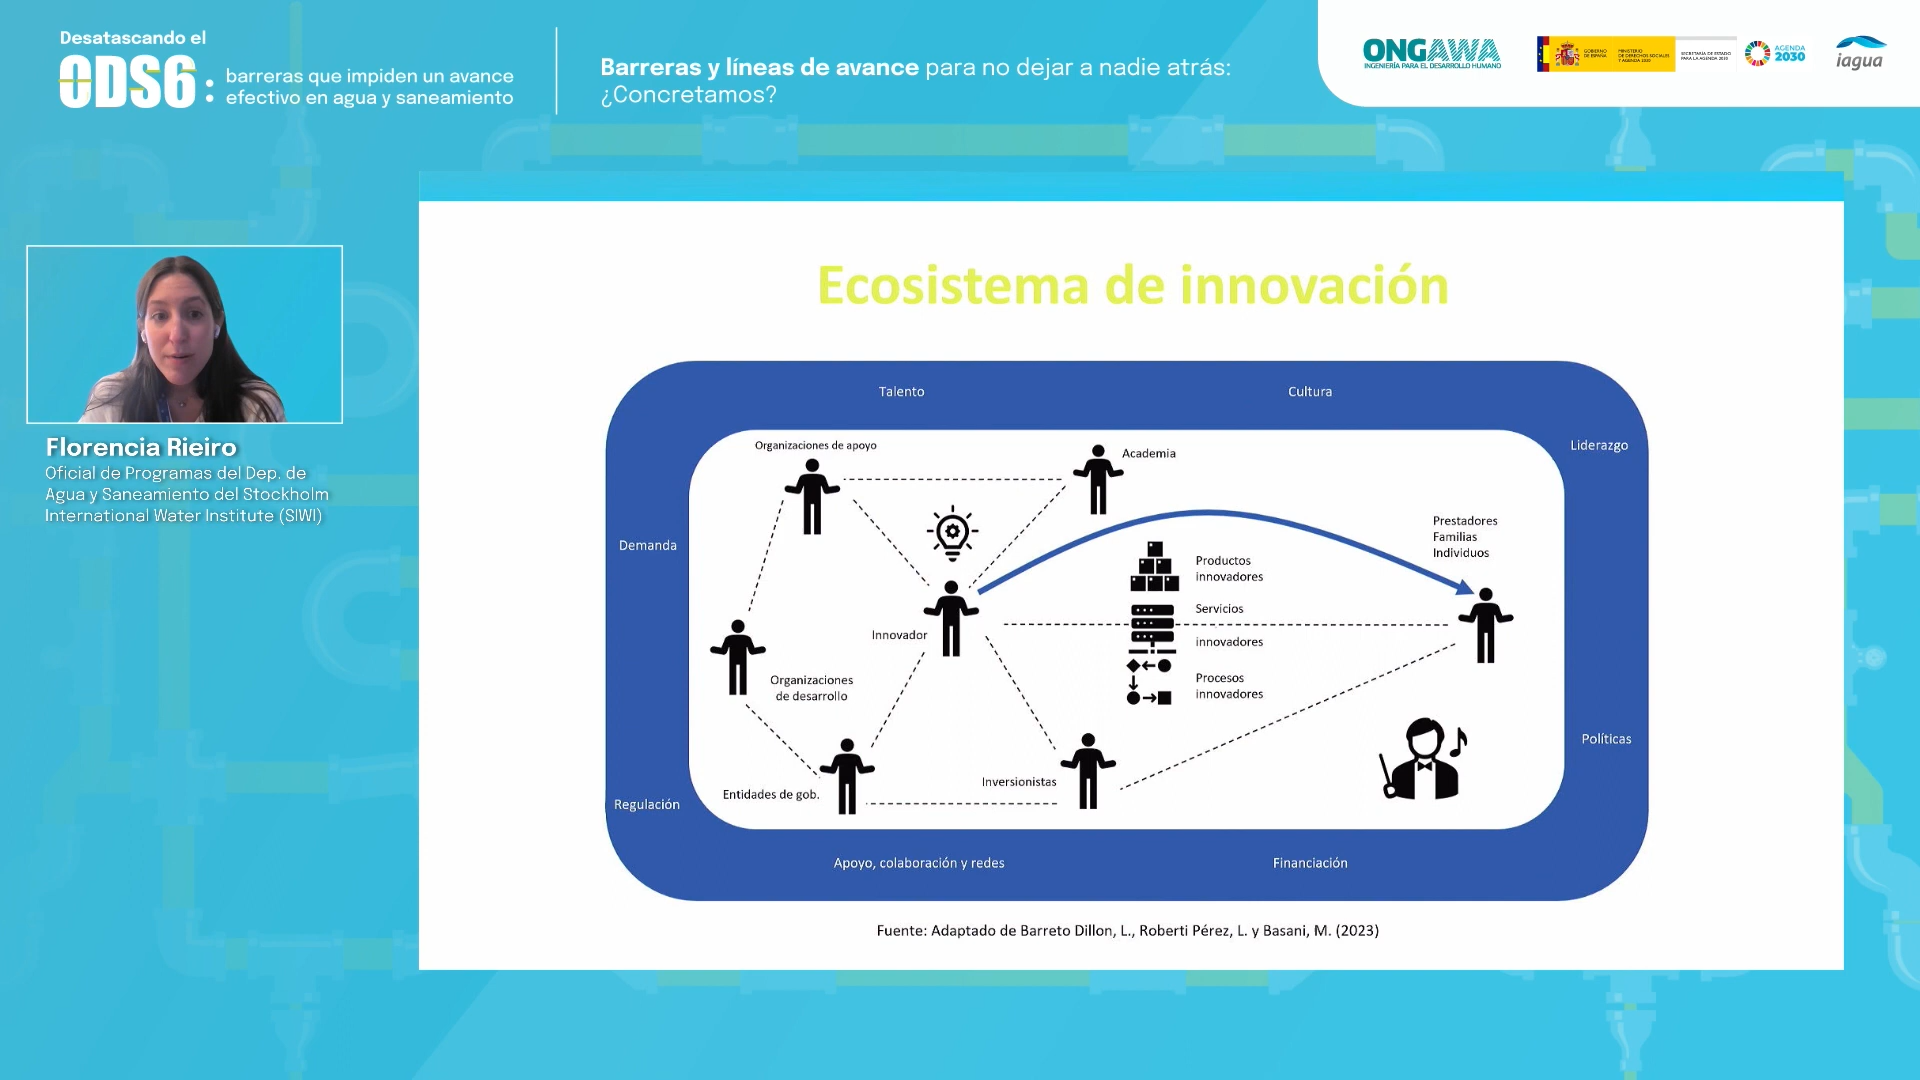 Desatascando el
ODS6:
barreras que impiden un avance
efectivo en agua y saneamiento
Barreras y líneas de avance para no dejar a nadie atrás:
¿Concretamos?
ONGAWA
INGENIERÍA PARA EL DESARROLLO HUMANO
GOBIERNO
DE ESPAÑA
MINISTERIO
DE DERECHOS SOCIALES
Y AGENDA 2030
SECRETARÍA DE ESTADO
PARA LA AGENDA 2030
AGENDA
2030
iagua
Florencia Rieiro
Oficial de Programas del Dep. de
Agua y Saneamiento del Stockholm
International Water Institute (SIWI)
Ecosistema de innovación
Talento
Cultura
Liderazgo
Organizaciones de apoyo
Academia
Prestadores
Familias
Individuos
Demanda
Productos
innovadores
Servicios
innovadores
Innovador
Organizaciones
de desarrollo
Procesos
innovadores
Políticas
Inversionistas
Entidades de gob.
Regulación
Apoyo, colaboración y redes
Financiación
Fuente: Adaptado de Barreto Dillon, L., Roberti Pérez, L. y Basani, M. (2023)